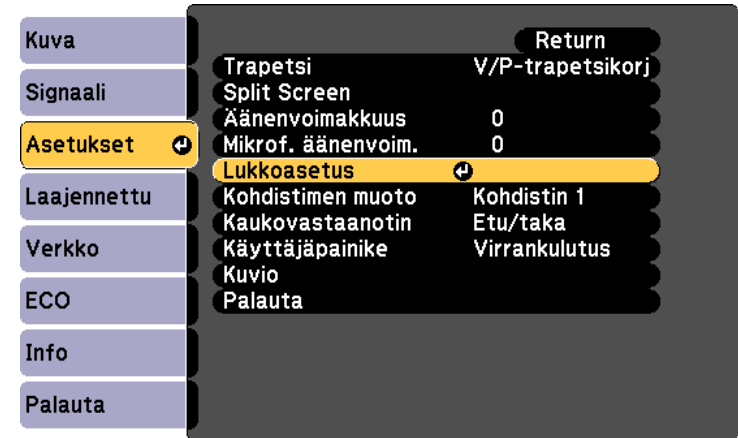 Kuva
Signaali
Asetukset
Laajennettu
Verkko
ECO
Info
Palauta
Return
Trapetsi V/P-trapetsikorj
Split Screen
Äänenvoimakkuus 0
Mikrof. äänenvoim. 0
Lukkoasetus
Kohdistimen muoto Kohdistin 1
Kaukovastaanotin Etu/taka
Käyttäjäpainike Virrankulutus
Kuvio
Palauta